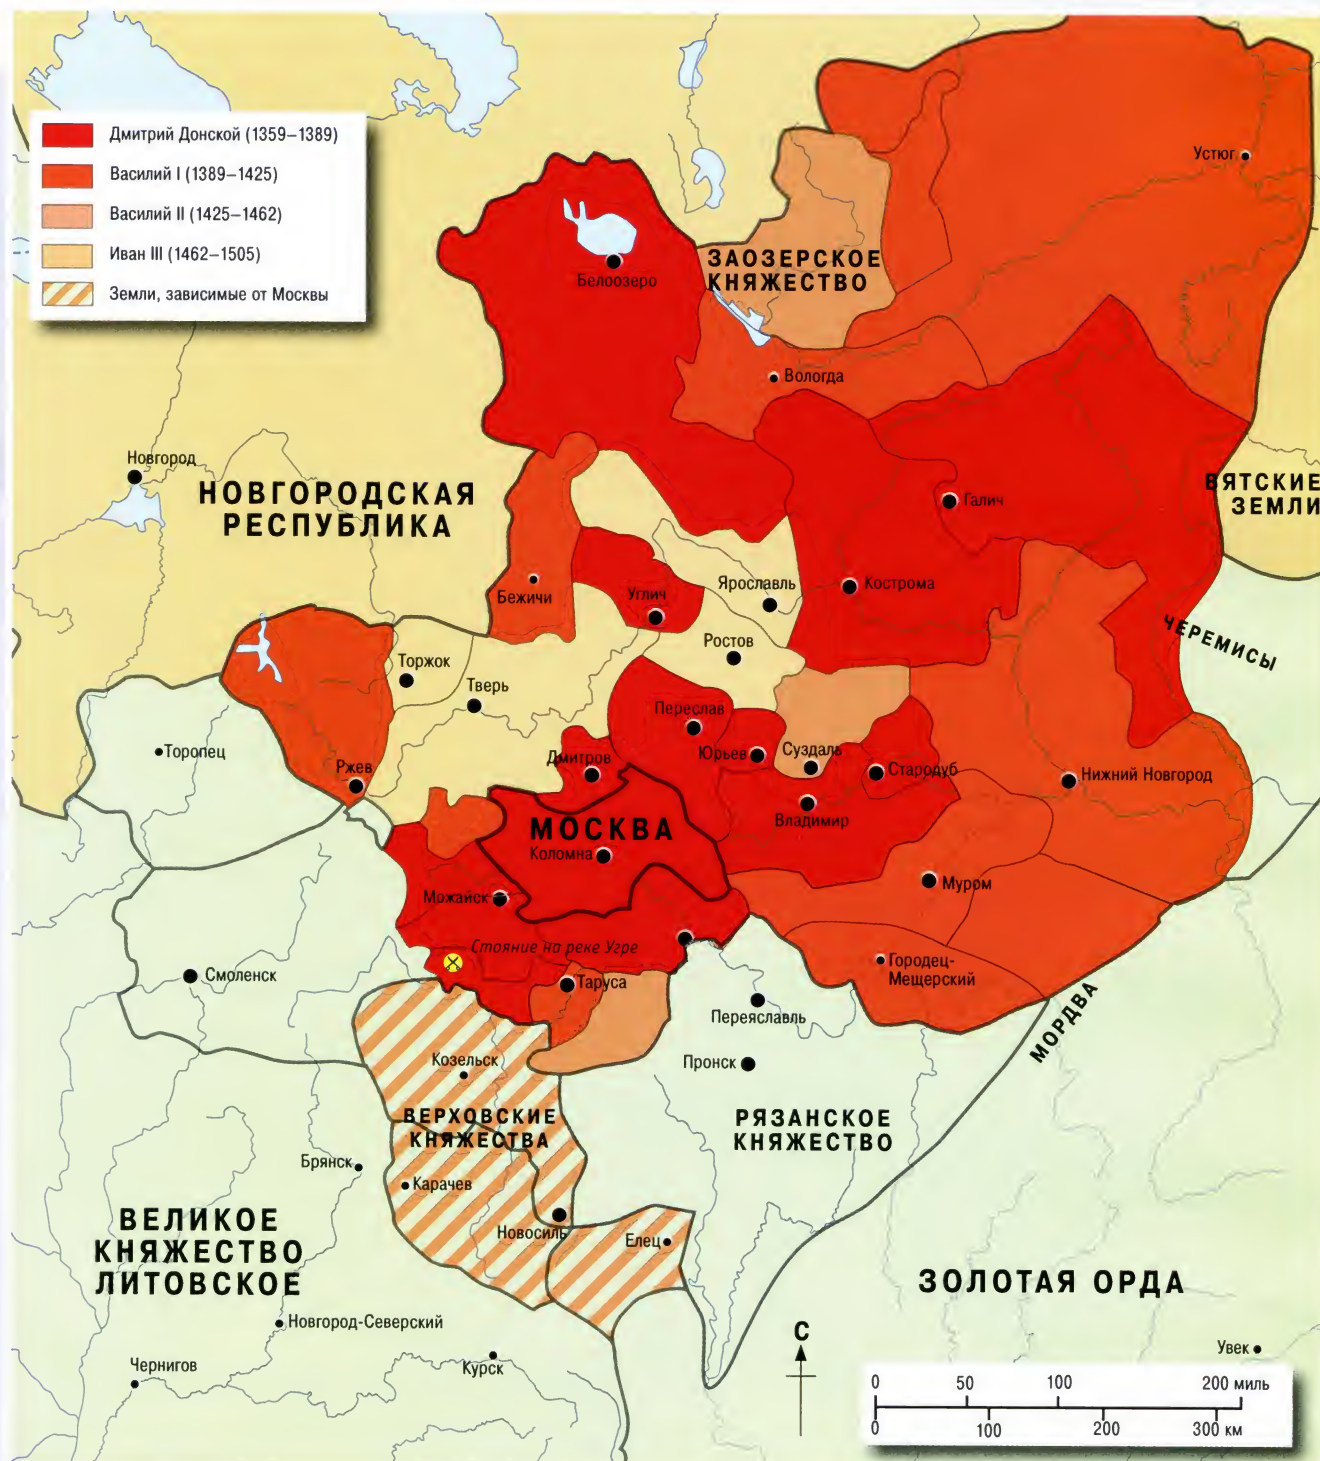 Дмитрий Донской (1359–1389)
Василий I (1389–1425)
Василий II (1425–1462)
Иван III (1462–1505)
Земли, зависимые от Москвы
Устюг
ЗАОЗЕРСКОЕ
КНЯЖЕСТВО
Белоозеро
Вологда
Новгород
НОВГОРОДСКАЯ
РЕСПУБЛИКА
ВЯТСКИЕ
ЗЕМЛИ
Галич
Бежичи
Углич
Ярославль
Кострома
ЧЕРЕМИСЫ
Ростов
Торжок
Тверь
Переслав
Торопец
Ржев
Дмитров
Юрьев
Суздаль
Стародуб
Нижний Новгород
Владимир
МОСКВА
Коломна
Можайск
Муром
Стояние на реке Угре
Городец-
Мещерский
Смоленск
Таруса
Переяславль
МОРДВА
Козельск
Пронск
ВЕРХОВСКИЕ
КНЯЖЕСТВА
РЯЗАНСКОЕ
КНЯЖЕСТВО
Брянск
Карачев
Новосиль
Елец
ВЕЛИКОЕ
КНЯЖЕСТВО
ЛИТОВСКОЕ
ЗОЛОТАЯ ОРДА
Новгород-Северский
Чернигов
Курск
С
Увек
0 50 100 200 миль
0 100 200 300 км